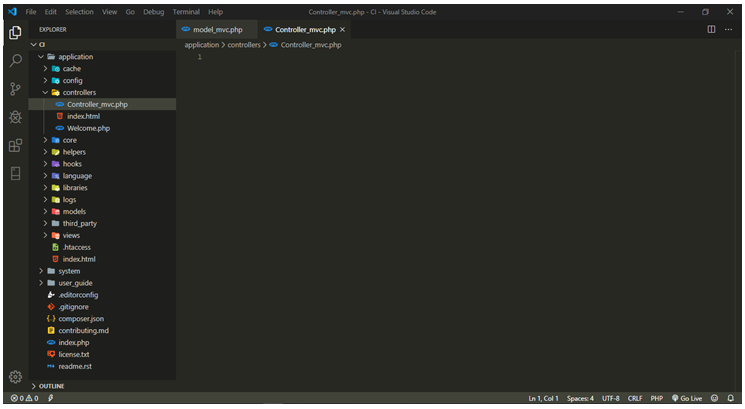 File Edit Selection View Go Debug Terminal Help Controller_mvc.php - CI - Visual Studio Code
EXPLORER
CI
application
cache
config
controllers
Controller_mvc.php
index.html
Welcome.php
core
helpers
hooks
language
libraries
logs
models
third_party
views
.htaccess
index.html
system
user_guide
.editorconfig
.gitignore
composer.json
contributing.md
index.php
license.txt
readme.rst
OUTLINE
model_mvc.php Controller_mvc.php
application > controllers > Controller_mvc.php
1
0 0 Ln 1, Col 1 Spaces: 4 UTF-8 CRLF PHP Go Live